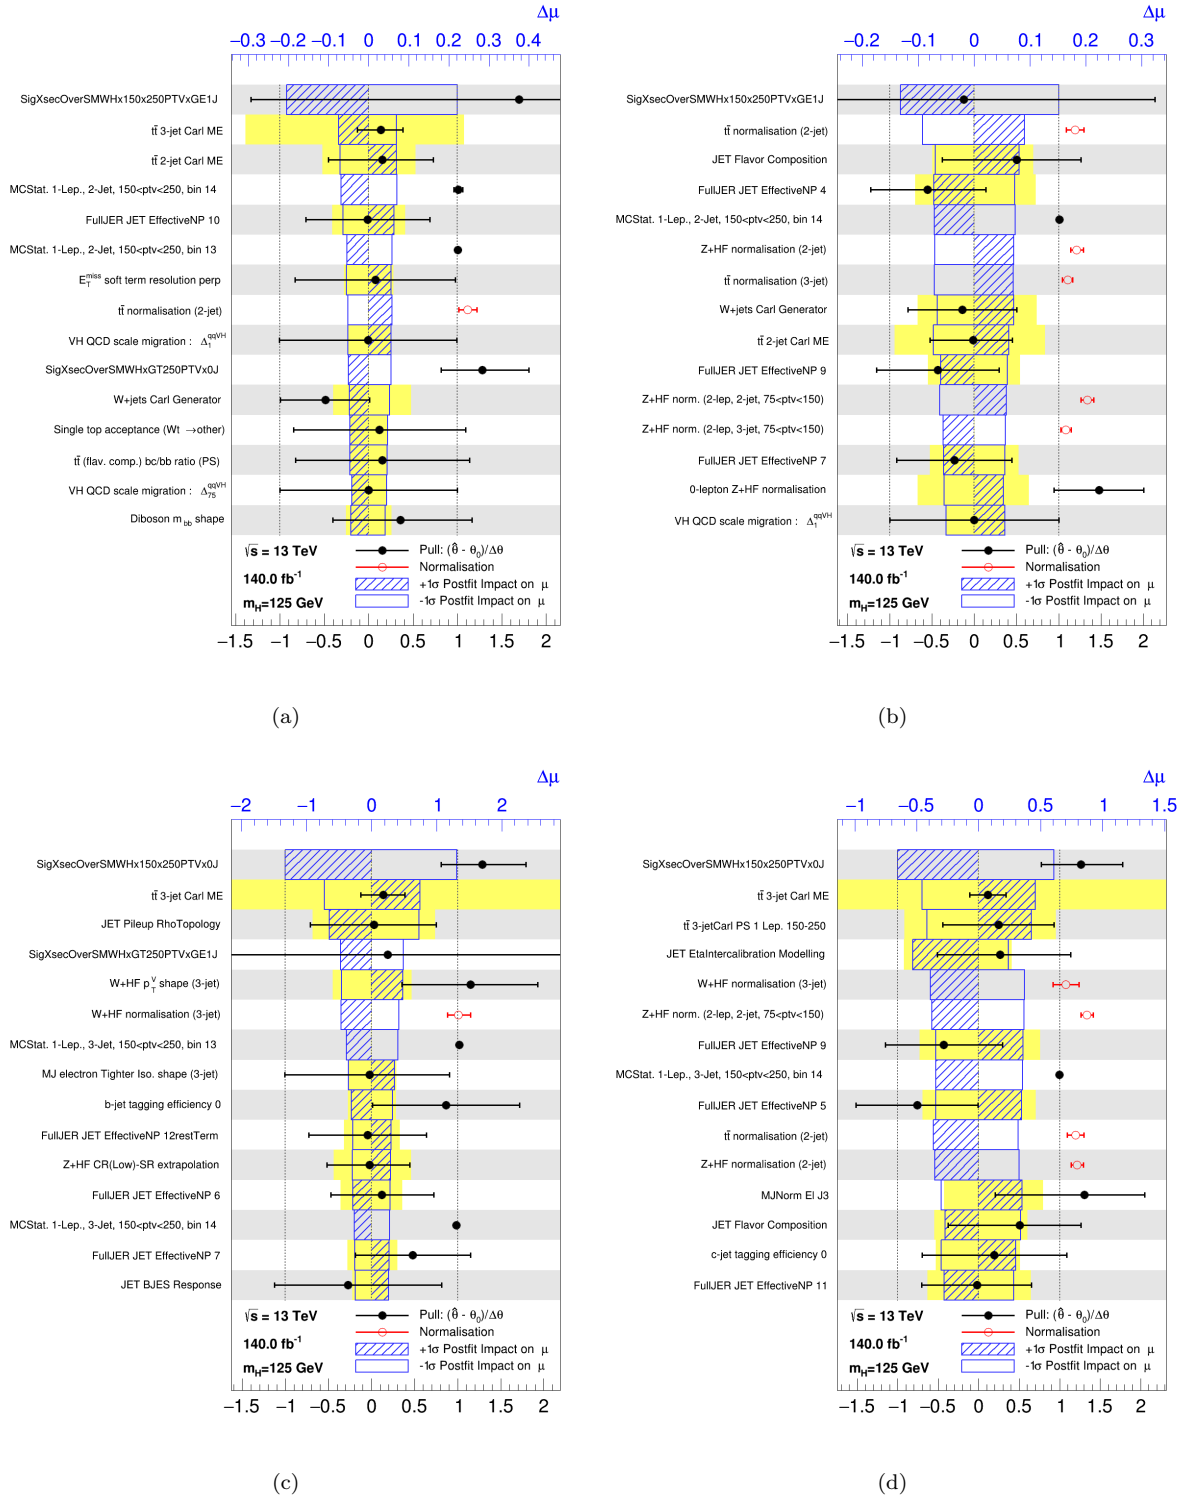 Δμ
−0.3 −0.2 −0.1 0 0.1 0.2 0.3 0.4
SigXsecOverSMWHx150x250PTVxGE1J
tt̄ 3-jet Carl ME
tt̄ 2-jet Carl ME
MCStat. 1-Lep., 2-Jet, 150<ptv<250, bin 14
FullJER JET EffectiveNP 10
MCStat. 1-Lep., 2-Jet, 150<ptv<250, bin 13
E_T^miss soft term resolution perp
tt̄ normalisation (2-jet)
VH QCD scale migration : Δ_1^qqVH
SigXsecOverSMWHxGT250PTVx0J
W+jets Carl Generator
Single top acceptance (Wt →other)
tt̄ (flav. comp.) bc/bb ratio (PS)
VH QCD scale migration : Δ_75^qqVH
Diboson m_bb shape
√s = 13 TeV
140.0 fb⁻¹
m_H=125 GeV
Pull: (θ̂ - θ₀)/Δθ
Normalisation
+1σ Postfit Impact on μ
-1σ Postfit Impact on μ
−1.5 −1 −0.5 0 0.5 1 1.5 2
(a)
Δμ
−0.2 −0.1 0 0.1 0.2 0.3
SigXsecOverSMWHx150x250PTVxGE1J
tt̄ normalisation (2-jet)
JET Flavor Composition
FullJER JET EffectiveNP 4
MCStat. 1-Lep., 2-Jet, 150<ptv<250, bin 14
Z+HF normalisation (2-jet)
tt̄ normalisation (3-jet)
W+jets Carl Generator
tt̄ 2-jet Carl ME
FullJER JET EffectiveNP 9
Z+HF norm. (2-lep, 2-jet, 75<ptv<150)
Z+HF norm. (2-lep, 3-jet, 75<ptv<150)
FullJER JET EffectiveNP 7
0-lepton Z+HF normalisation
VH QCD scale migration : Δ_1^qqVH
√s = 13 TeV
140.0 fb⁻¹
m_H=125 GeV
Pull: (θ̂ - θ₀)/Δθ
Normalisation
+1σ Postfit Impact on μ
-1σ Postfit Impact on μ
−1.5 −1 −0.5 0 0.5 1 1.5 2
(b)
Δμ
−2 −1 0 1 2
SigXsecOverSMWHx150x250PTVx0J
tt̄ 3-jet Carl ME
JET Pileup RhoTopology
SigXsecOverSMWHxGT250PTVxGE1J
W+HF p_T^V shape (3-jet)
W+HF normalisation (3-jet)
MCStat. 1-Lep., 3-Jet, 150<ptv<250, bin 13
MJ electron Tighter Iso. shape (3-jet)
b-jet tagging efficiency 0
FullJER JET EffectiveNP 12restTerm
Z+HF CR(Low)-SR extrapolation
FullJER JET EffectiveNP 6
MCStat. 1-Lep., 3-Jet, 150<ptv<250, bin 14
FullJER JET EffectiveNP 7
JET BJES Response
√s = 13 TeV
140.0 fb⁻¹
m_H=125 GeV
Pull: (θ̂ - θ₀)/Δθ
Normalisation
+1σ Postfit Impact on μ
-1σ Postfit Impact on μ
−1.5 −1 −0.5 0 0.5 1 1.5 2
(c)
Δμ
−1 −0.5 0 0.5 1 1.5
SigXsecOverSMWHx150x250PTVx0J
tt̄ 3-jet Carl ME
tt̄ 3-jetCarl PS 1 Lep. 150-250
JET EtaIntercalibration Modelling
W+HF normalisation (3-jet)
Z+HF norm. (2-lep, 2-jet, 75<ptv<150)
FullJER JET EffectiveNP 9
MCStat. 1-Lep., 3-Jet, 150<ptv<250, bin 14
FullJER JET EffectiveNP 5
tt̄ normalisation (2-jet)
Z+HF normalisation (2-jet)
MJNorm El J3
JET Flavor Composition
c-jet tagging efficiency 0
FullJER JET EffectiveNP 11
√s = 13 TeV
140.0 fb⁻¹
m_H=125 GeV
Pull: (θ̂ - θ₀)/Δθ
Normalisation
+1σ Postfit Impact on μ
-1σ Postfit Impact on μ
−1.5 −1 −0.5 0 0.5 1 1.5 2
(d)